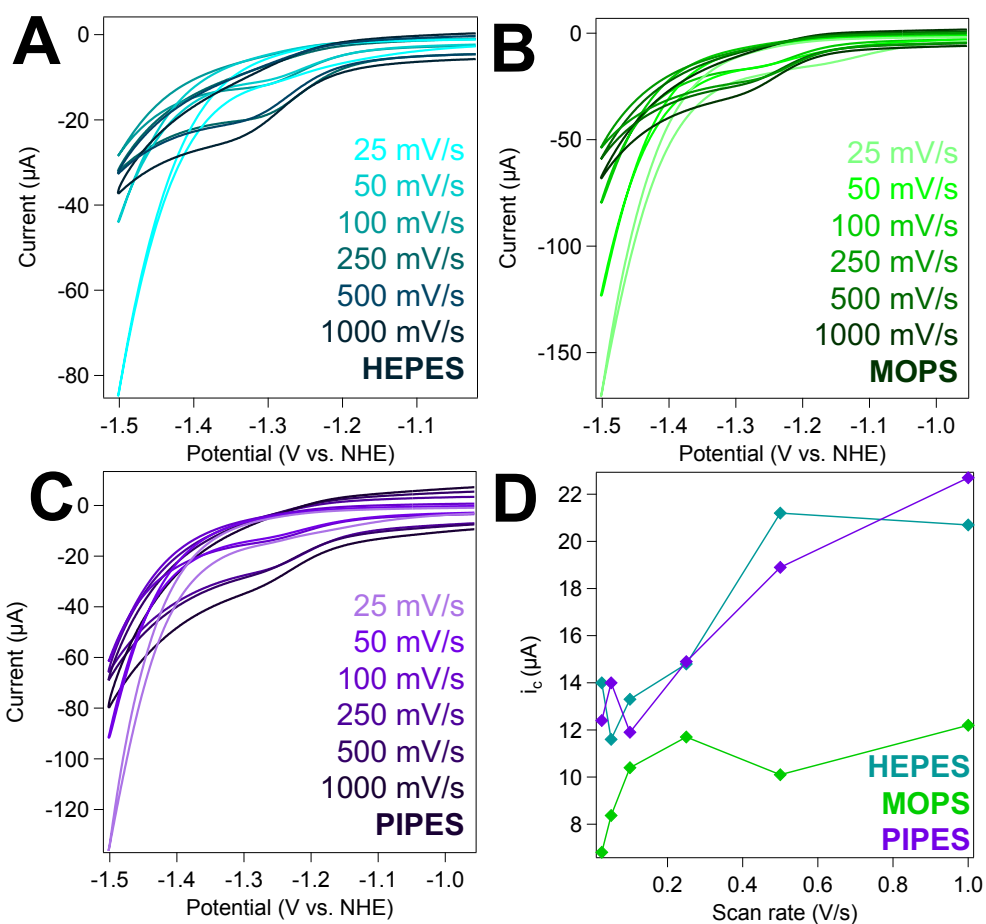 A
0
-20
-40
-60
-80
Current (µA)
25 mV/s
50 mV/s
100 mV/s
250 mV/s
500 mV/s
1000 mV/s
HEPES
-1.5 -1.4 -1.3 -1.2 -1.1
Potential (V vs. NHE)
B
0
-50
-100
-150
Current (µA)
25 mV/s
50 mV/s
100 mV/s
250 mV/s
500 mV/s
1000 mV/s
MOPS
-1.5 -1.4 -1.3 -1.2 -1.1 -1.0
Potential (V vs. NHE)
C
0
-20
-40
-60
-80
-100
-120
Current (µA)
25 mV/s
50 mV/s
100 mV/s
250 mV/s
500 mV/s
1000 mV/s
PIPES
-1.5 -1.4 -1.3 -1.2 -1.1 -1.0
Potential (V vs. NHE)
D
22
20
18
16
14
12
10
8
ic (µA)
HEPES
MOPS
PIPES
0.2 0.4 0.6 0.8 1.0
Scan rate (V/s)